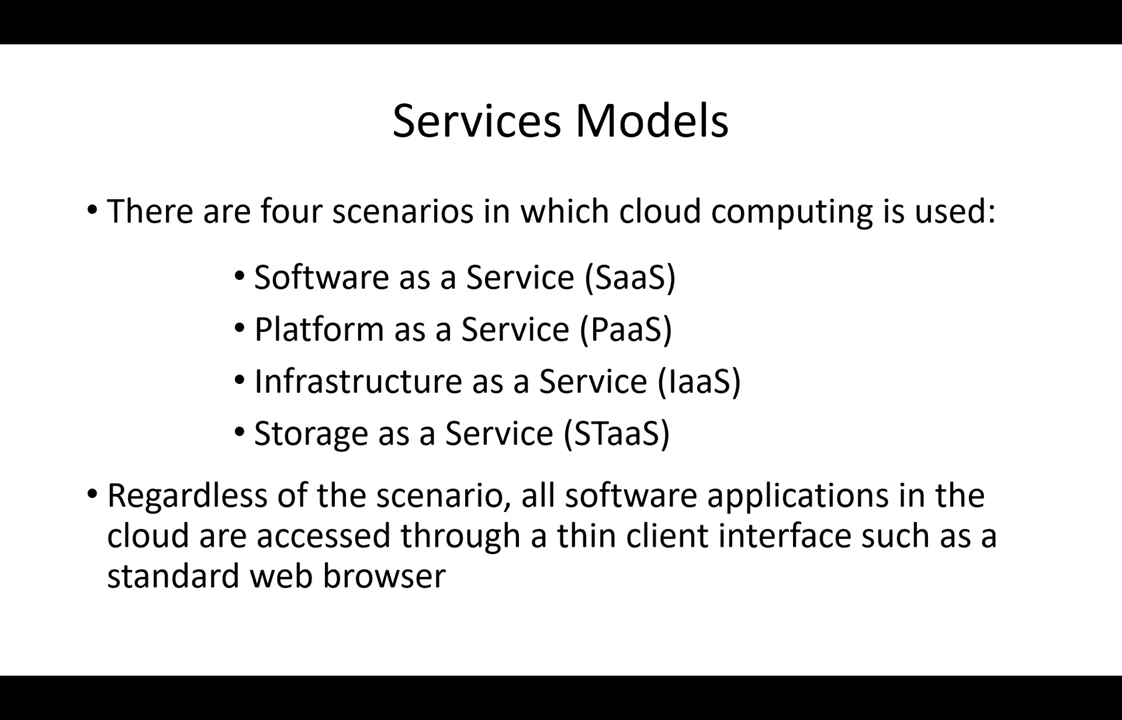 Services Models
• There are four scenarios in which cloud computing is used:
• Software as a Service (SaaS)
• Platform as a Service (PaaS)
• Infrastructure as a Service (IaaS)
• Storage as a Service (STaaS)
• Regardless of the scenario, all software applications in the
cloud are accessed through a thin client interface such as a
standard web browser